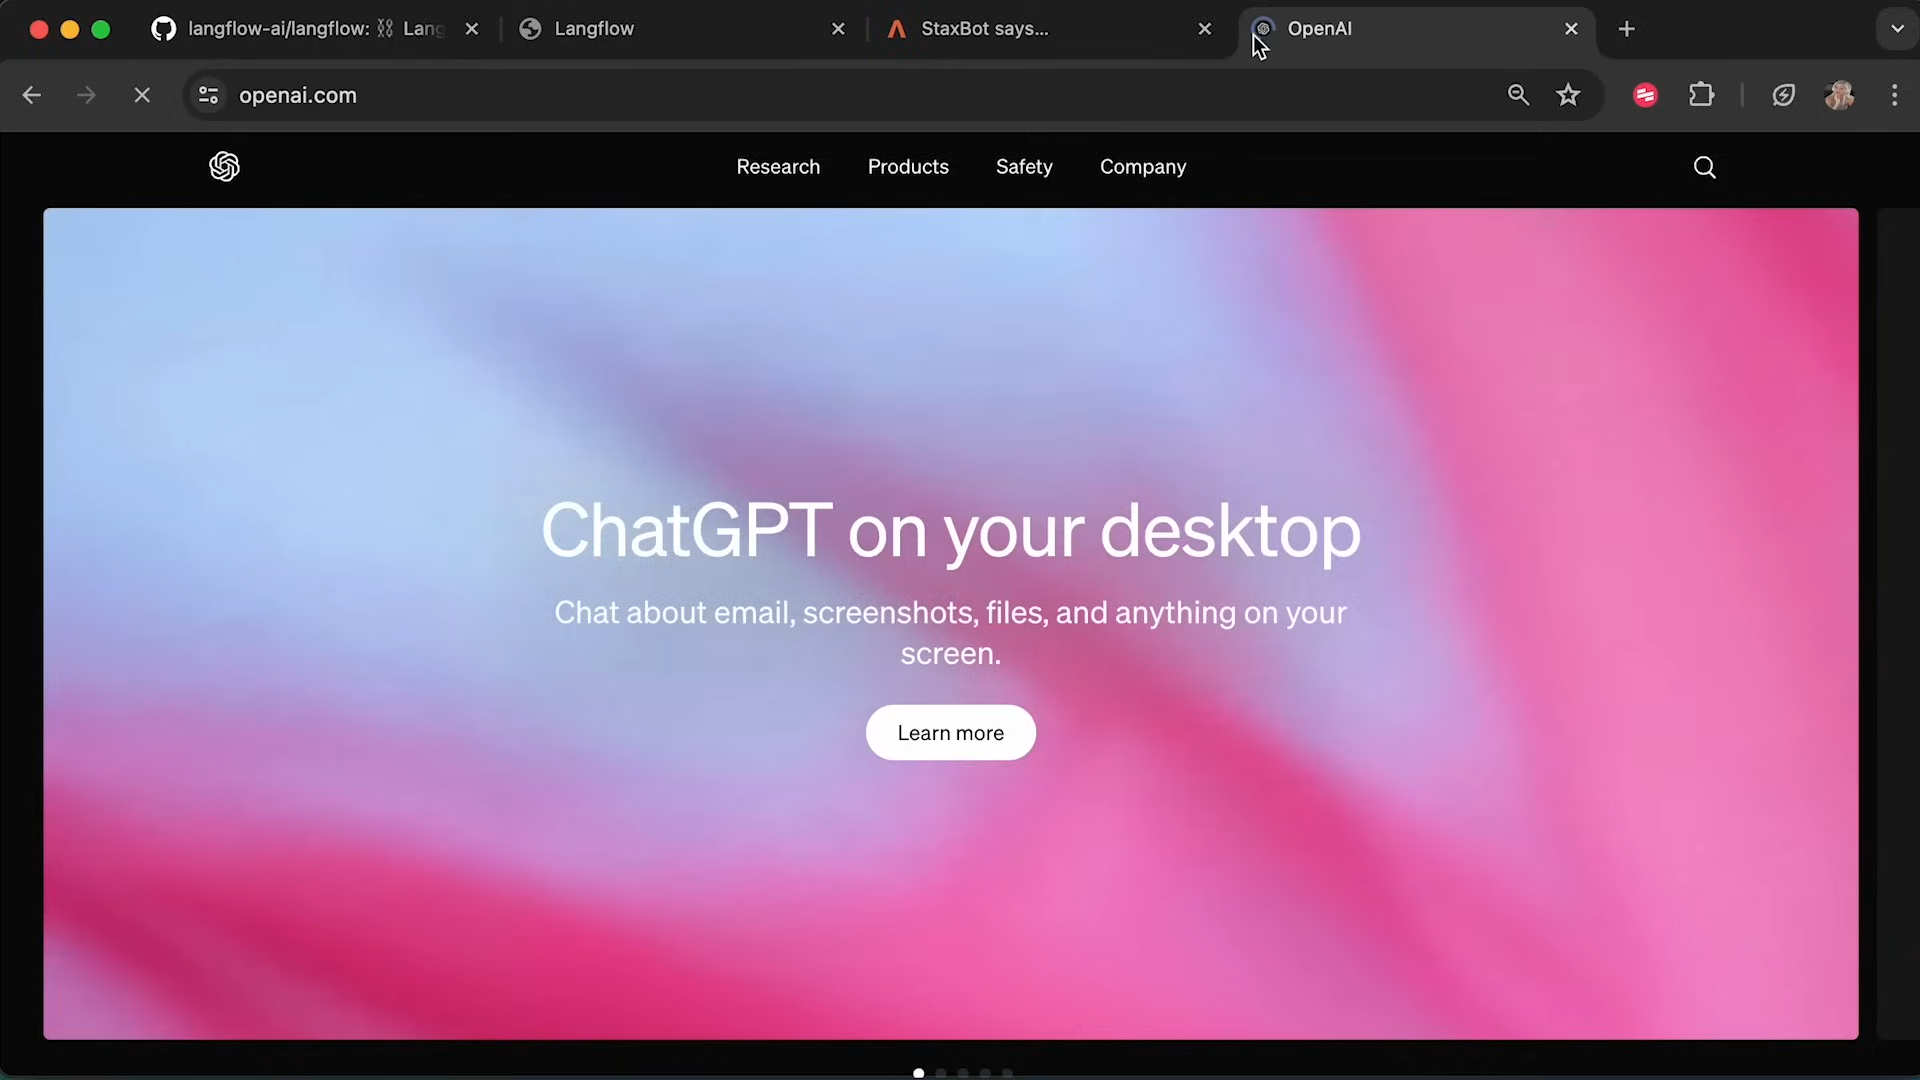 langflow-ai/langflow: ⛓️ Lang
Langflow
StaxBot says...
OpenAI
openai.com
Research
Products
Safety
Company
ChatGPT on your desktop
Chat about email, screenshots, files, and anything on your
screen.
Learn more